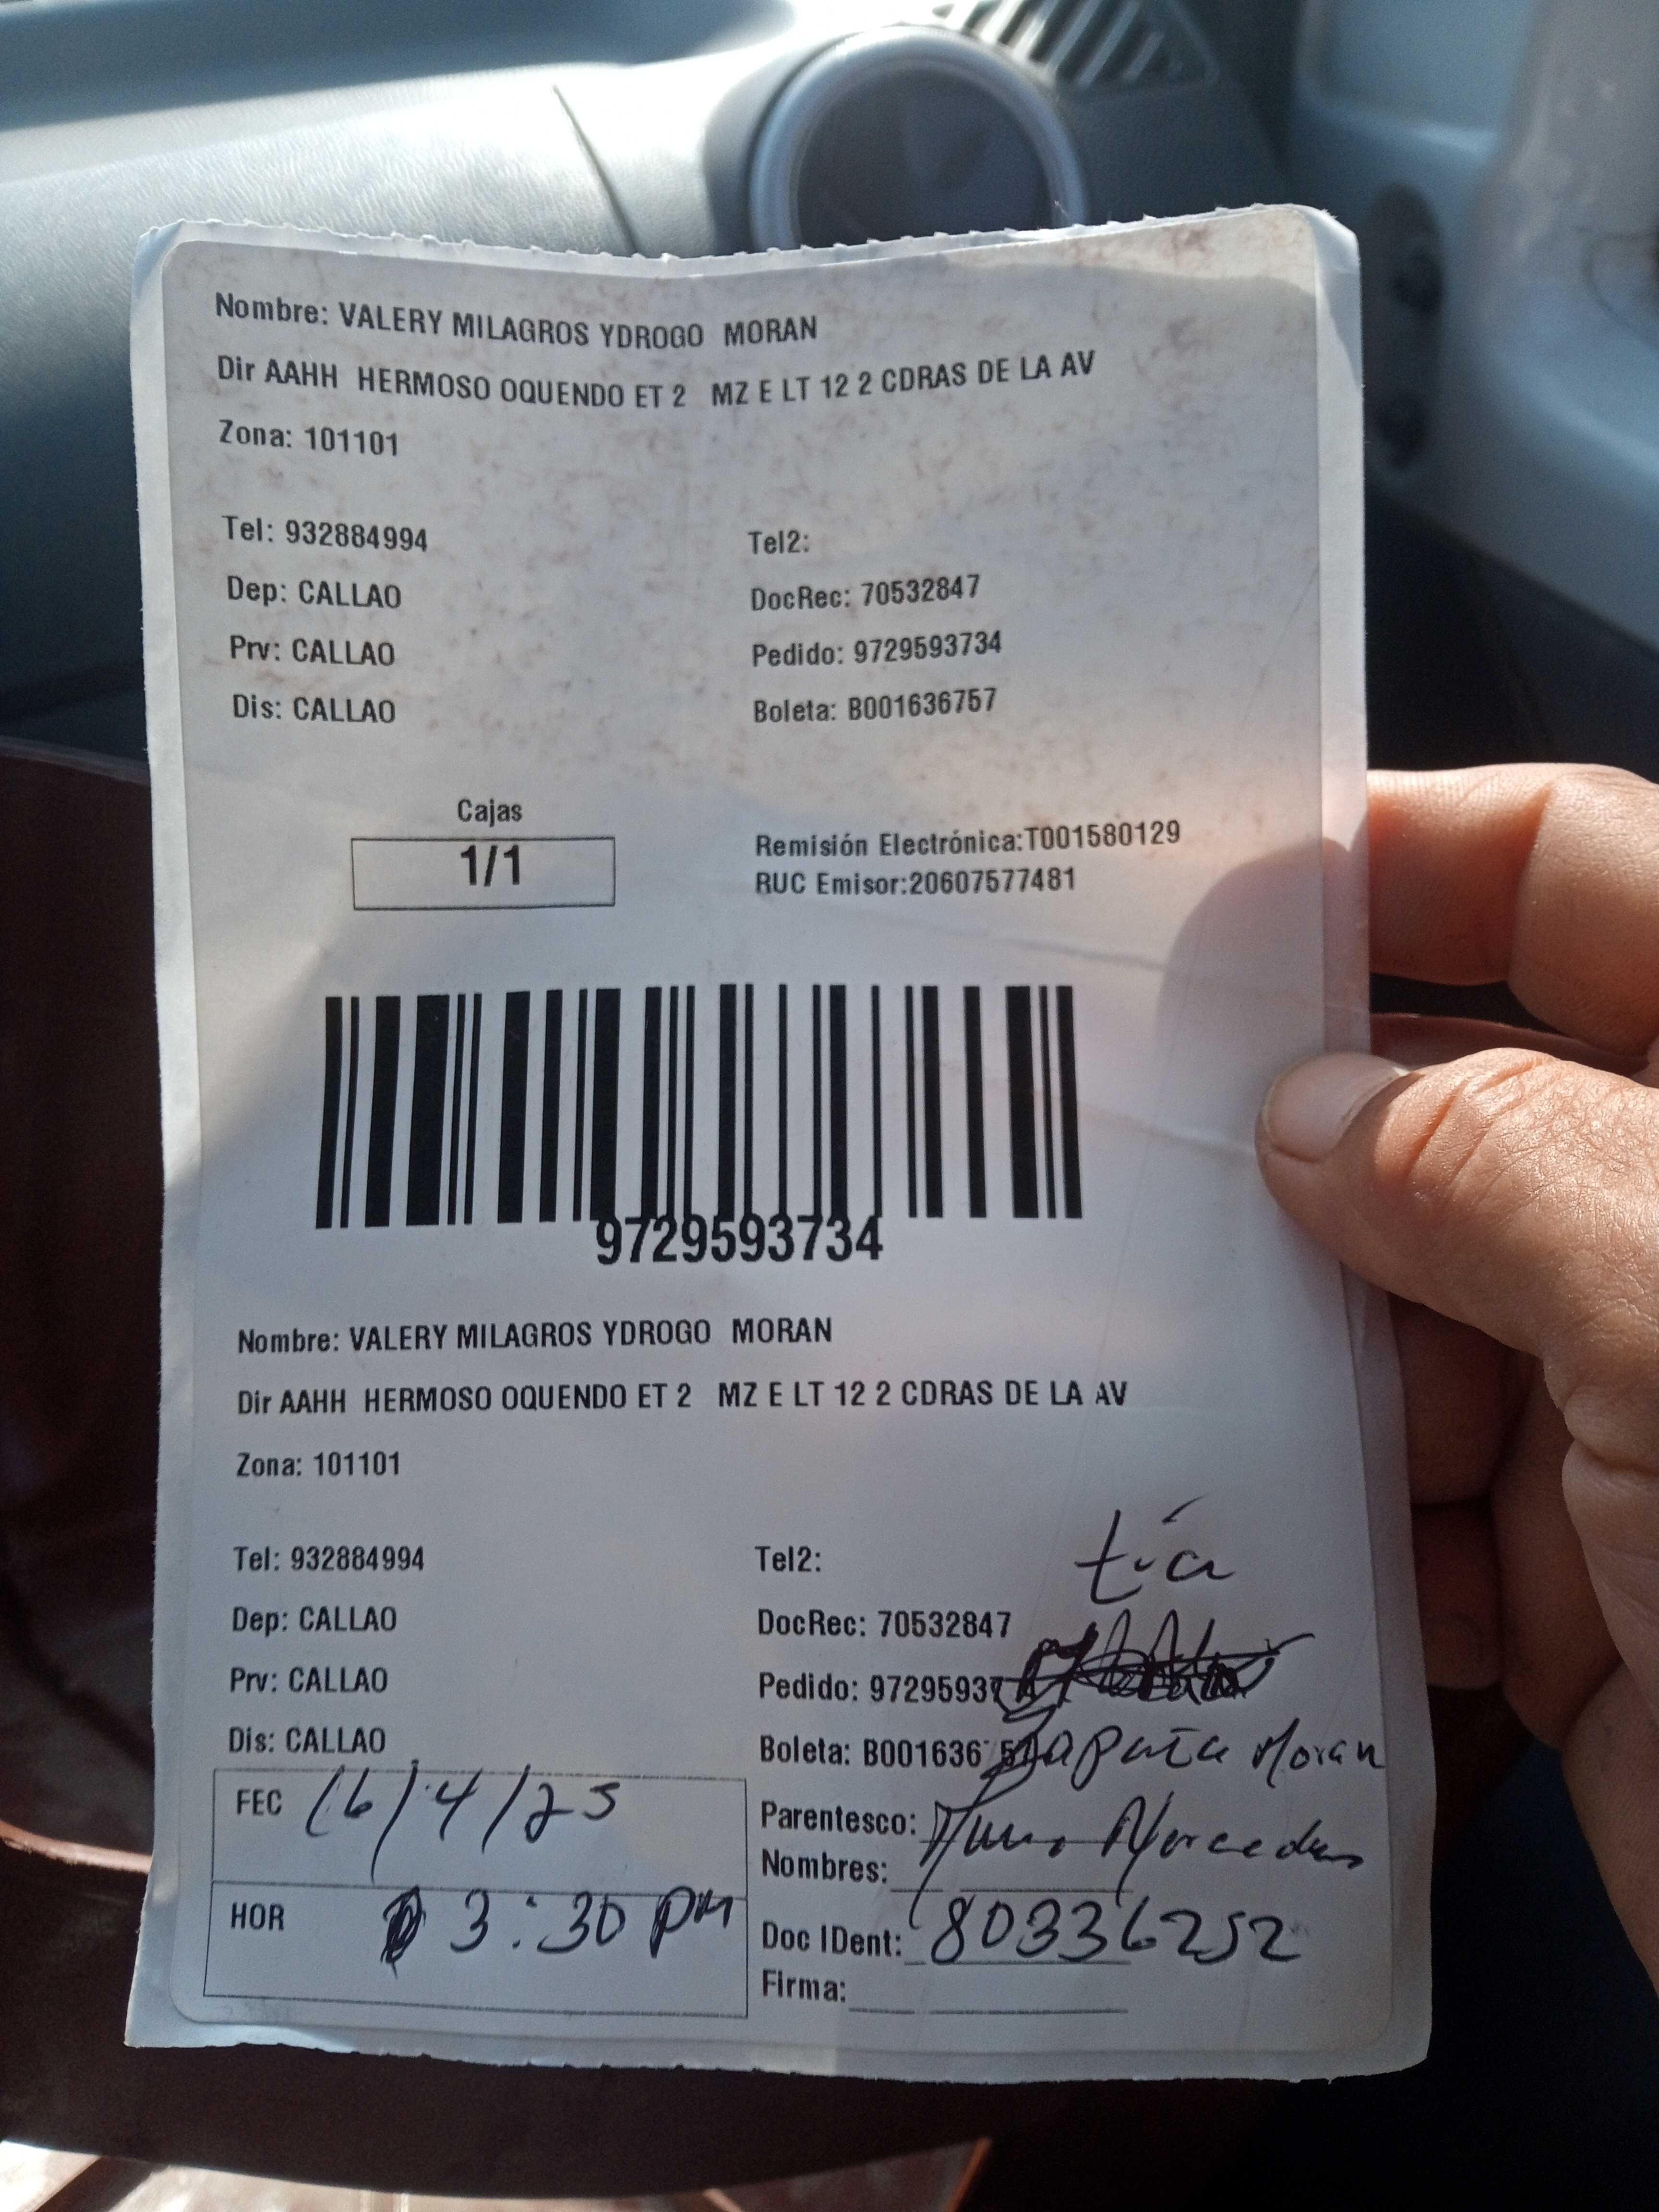 Nombre: VALERY MILAGROS YDROGO MORAN
Dir AAHH HERMOSO OQUENDO ET 2 MZ E LT 12 2 CDRAS DE LA AV
Zona: 101101
Tel: 932884994 Tel2:
Dep: CALLAO DocRec: 70532847
Prv: CALLAO Pedido: 9729593734
Dis: CALLAO Boleta: B001636757
Cajas
1/1
Remisión Electrónica:T001580129
RUC Emisor:20607577481
9729593734
Nombre: VALERY MILAGROS YDROGO MORAN
Dir AAHH HERMOSO OQUENDO ET 2 MZ E LT 12 2 CDRAS DE LA AV
Zona: 101101
tía
Tel: 932884994 Tel2:
Dep: CALLAO DocRec: 70532847
Prv: CALLAO Pedido: 9729593
Dis: CALLAO Boleta: B001636 Moran
FEC 16/4/25 Parentesco: Mercedes
Nombres:
HOR 3:30 pm Doc IDent: 80336252
Firma: